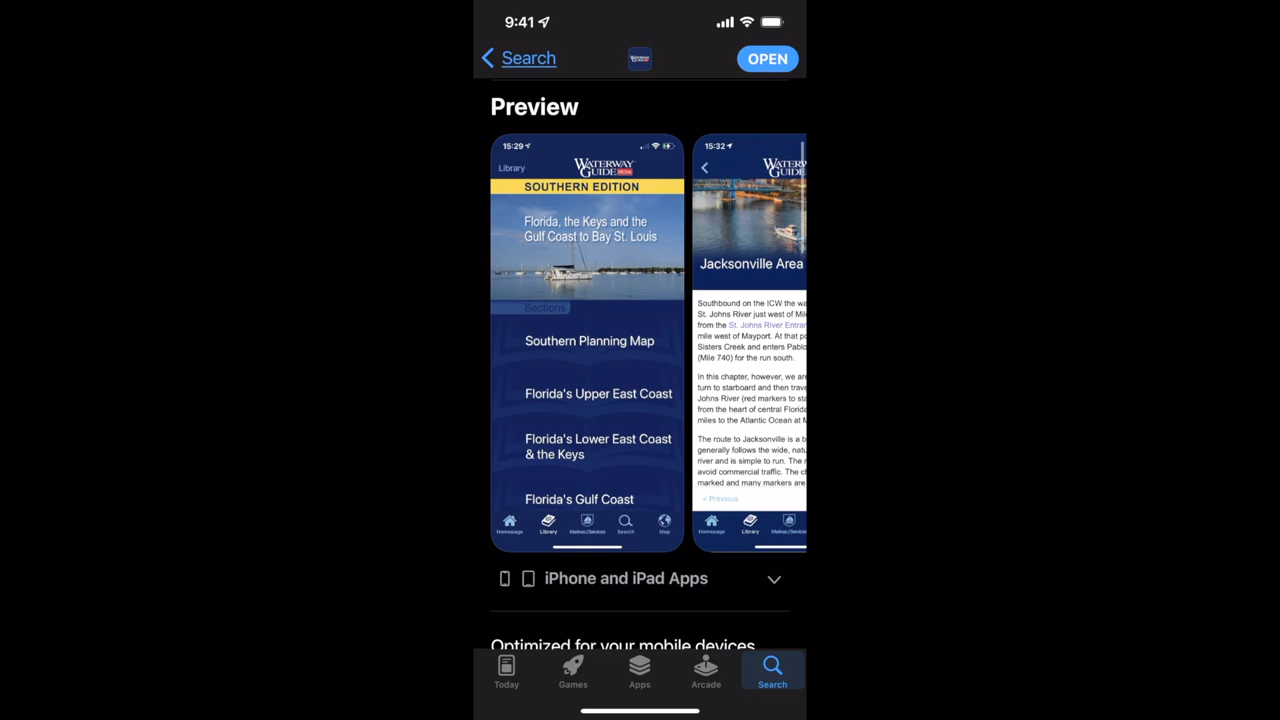 9:41
Search
WATERWAY GUIDE
OPEN
Preview
15:29
Library
WATERWAY
GUIDE MEDIA
SOUTHERN EDITION
Florida, the Keys and the
Gulf Coast to Bay St. Louis
Sections
Southern Planning Map
Florida's Upper East Coast
Florida's Lower East Coast
& the Keys
Florida's Gulf Coast
Homepage
Library
Marinas/Services
Search
Map
15:32
WATERW
GUIDE
Jacksonville Area
Southbound on the ICW the wa
St. Johns River just west of Mil
from the St. Johns River Entran
mile west of Mayport. At that po
Sisters Creek and enters Pablo
(Mile 740) for the run south.
In this chapter, however, we are
turn to starboard and then trave
Johns River (red markers to sta
from the heart of central Florida
miles to the Atlantic Ocean at M
The route to Jacksonville is a b
generally follows the wide, natu
river and is simple to run. The r
avoid commercial traffic. The ch
marked and many markers are
< Previous
Homepage
Library
Marinas/Services
iPhone and iPad Apps
Optimized for your mobile devices
Today
Games
Apps
Arcade
Search